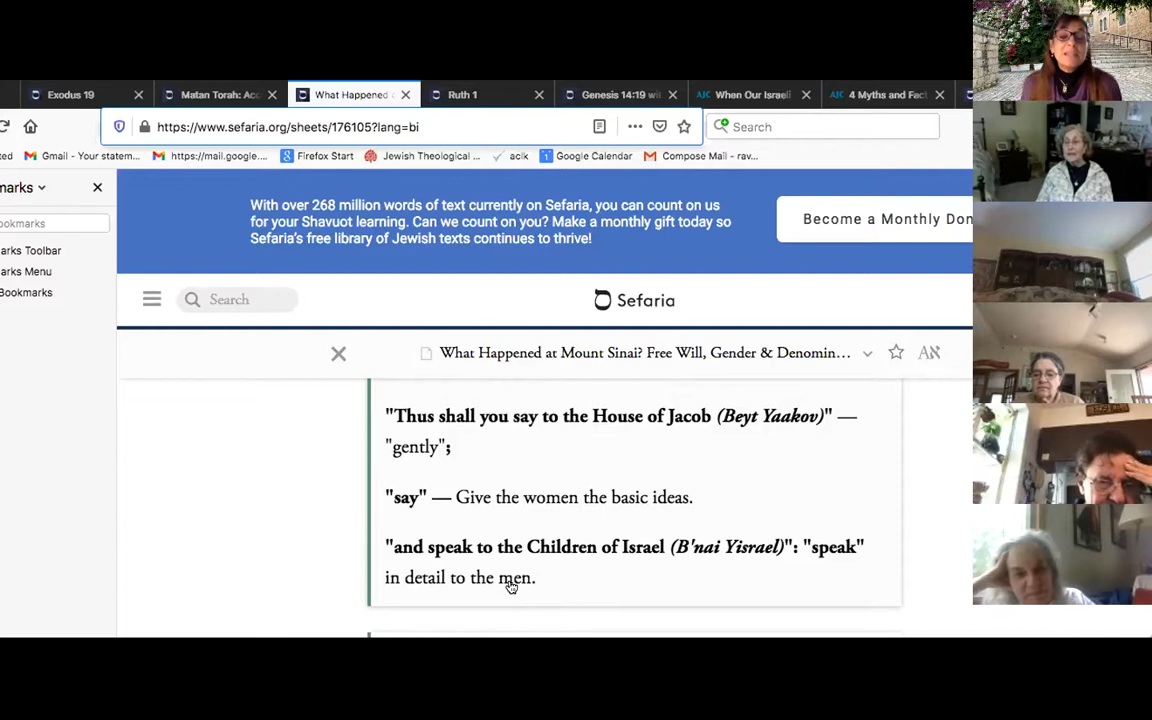 Exodus 19
Matan Torah: Acc
What Happened
Ruth 1
Genesis 14:19 wi
When Our Israeli
4 Myths and Fact
https://www.sefaria.org/sheets/176105?lang=bi
Search
ted
Gmail - Your statem...
https://mail.google....
Firefox Start
Jewish Theological ...
acik
Google Calendar
Compose Mail - rav...
marks
ookmarks
arks Toolbar
arks Menu
Bookmarks
With over 268 million words of text currently on Sefaria, you can count on us
for your Shavuot learning. Can we count on you? Make a monthly gift today so
Sefaria's free library of Jewish texts continues to thrive!
Become a Monthly Don
Search
Sefaria
What Happened at Mount Sinai? Free Will, Gender & Denomin...
"Thus shall you say to the House of Jacob (Beyt Yaakov)" —
"gently";
"say" — Give the women the basic ideas.
"and speak to the Children of Israel (B'nai Yisrael)": "speak"
in detail to the men.